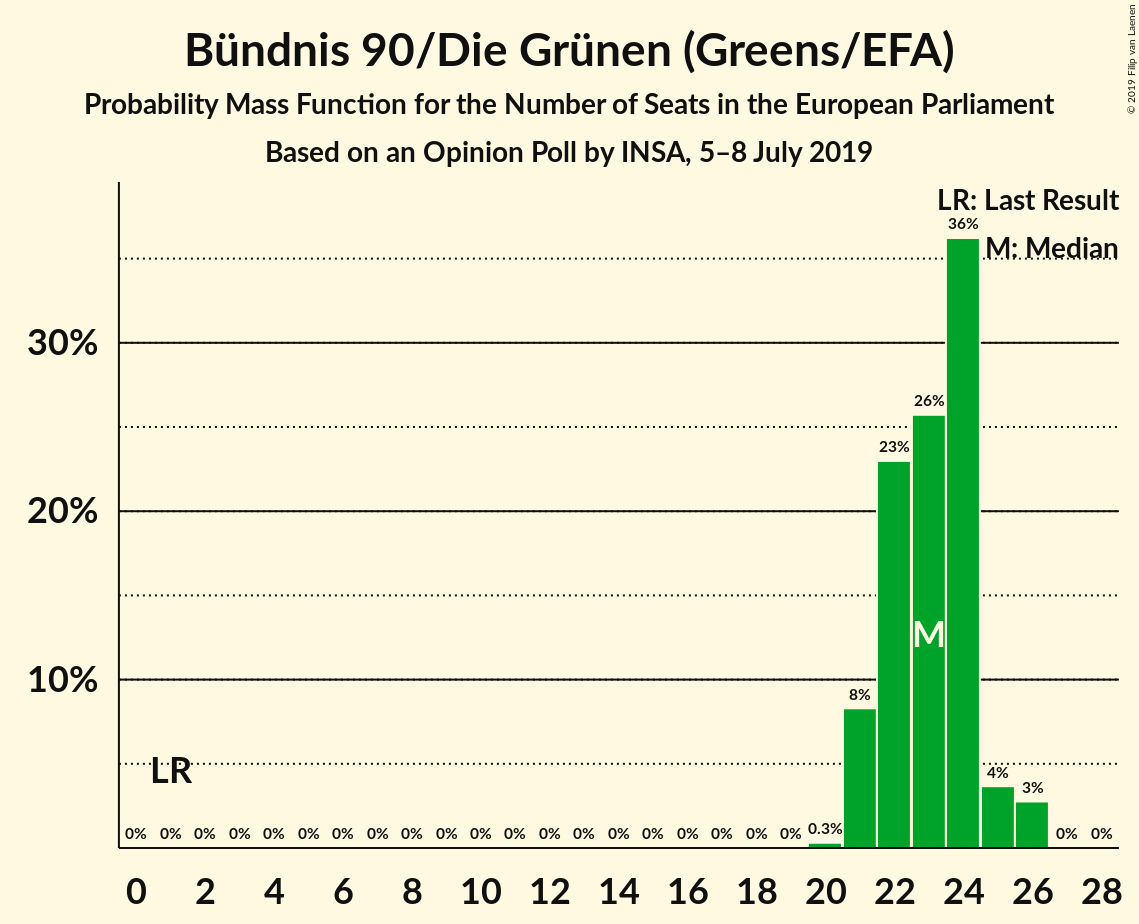 Bündnis 90/Die Grünen (Greens/EFA)
Probability Mass Function for the Number of Seats in the European Parliament
Based on an Opinion Poll by INSA, 5–8 July 2019
© 2019 Filip van Laenen
LR: Last Result
M: Median
36%
30%
26%
23%
20%
M
10%
8%
LR
4%
3%
0% 0% 0% 0% 0% 0% 0% 0% 0% 0% 0% 0% 0% 0% 0% 0% 0% 0% 0% 0% 0.3% 0% 0%
0 2 4 6 8 10 12 14 16 18 20 22 24 26 28